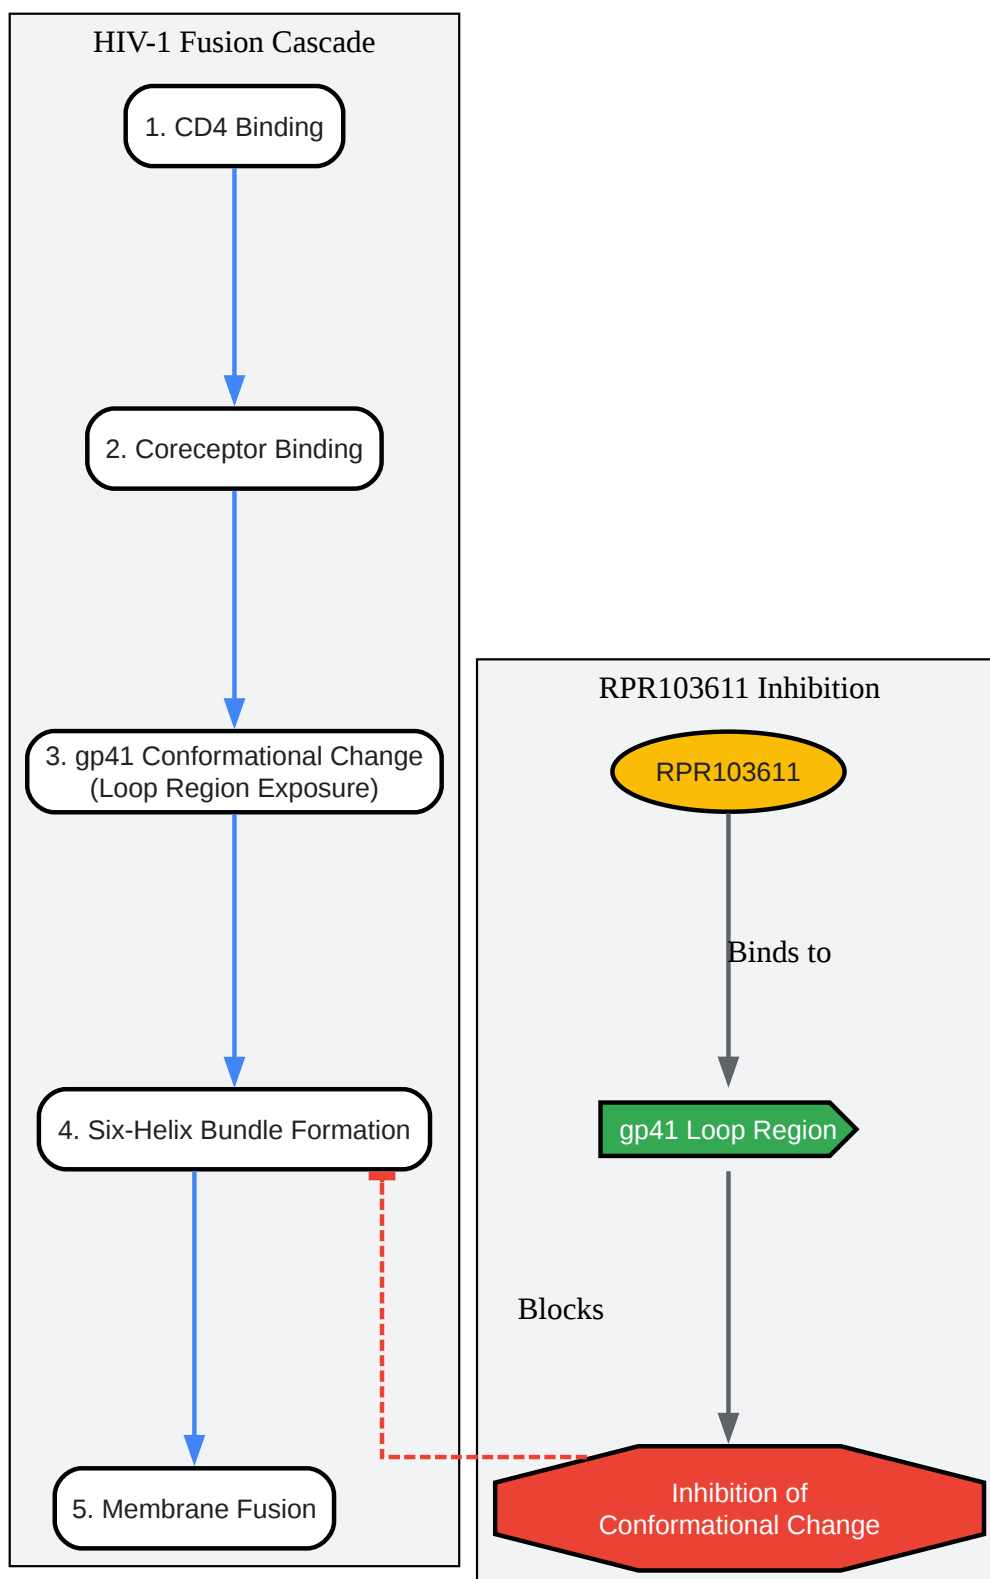 HIV-1 Fusion Cascade
1. CD4 Binding
2. Coreceptor Binding
3. gp41 Conformational Change
(Loop Region Exposure)
4. Six-Helix Bundle Formation
5. Membrane Fusion
RPR103611 Inhibition
RPR103611
Binds to
gp41 Loop Region
Blocks
Inhibition of
Conformational Change